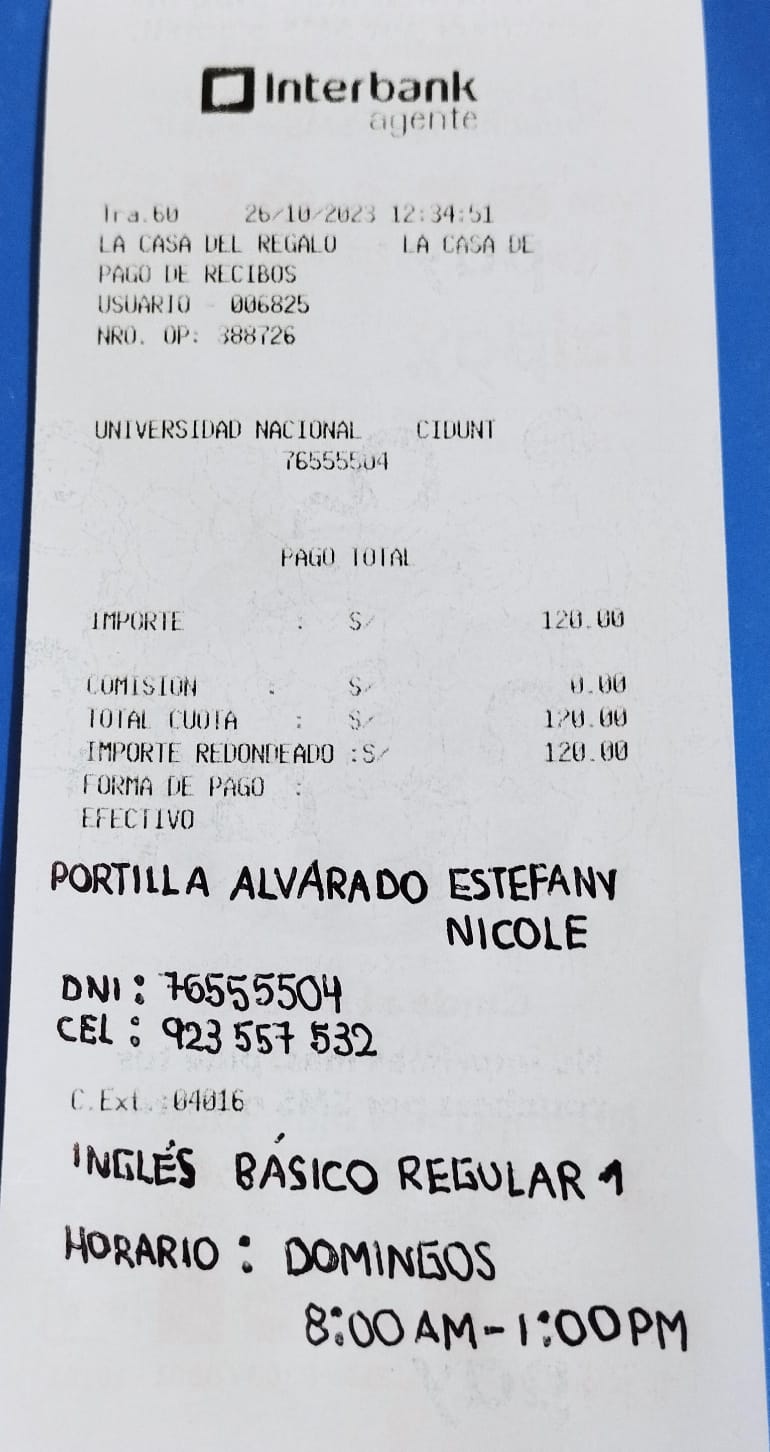 Interbank
agente
Tra.60 26/10/2023 12:34:51
LA CASA DEL REGALO LA CASA DE
PAGO DE RECIBOS
USUARIO - 006825
NRO. OP: 388726
UNIVERSIDAD NACIONAL CIDUNT
76555504
PAGO TOTAL
IMPORTE : S/ 120.00
COMISION : S/ 0.00
TOTAL CUOTA : S/ 120.00
IMPORTE REDONDEADO :S/ 120.00
FORMA DE PAGO :
EFECTIVO
PORTILLA ALVARADO ESTEFANY
NICOLE
DNI: 76555504
CEL: 923 557 532
C.Ext.:04016
INGLÉS BÁSICO REGULAR 1
HORARIO: DOMINGOS
8:00 AM-1:00 PM